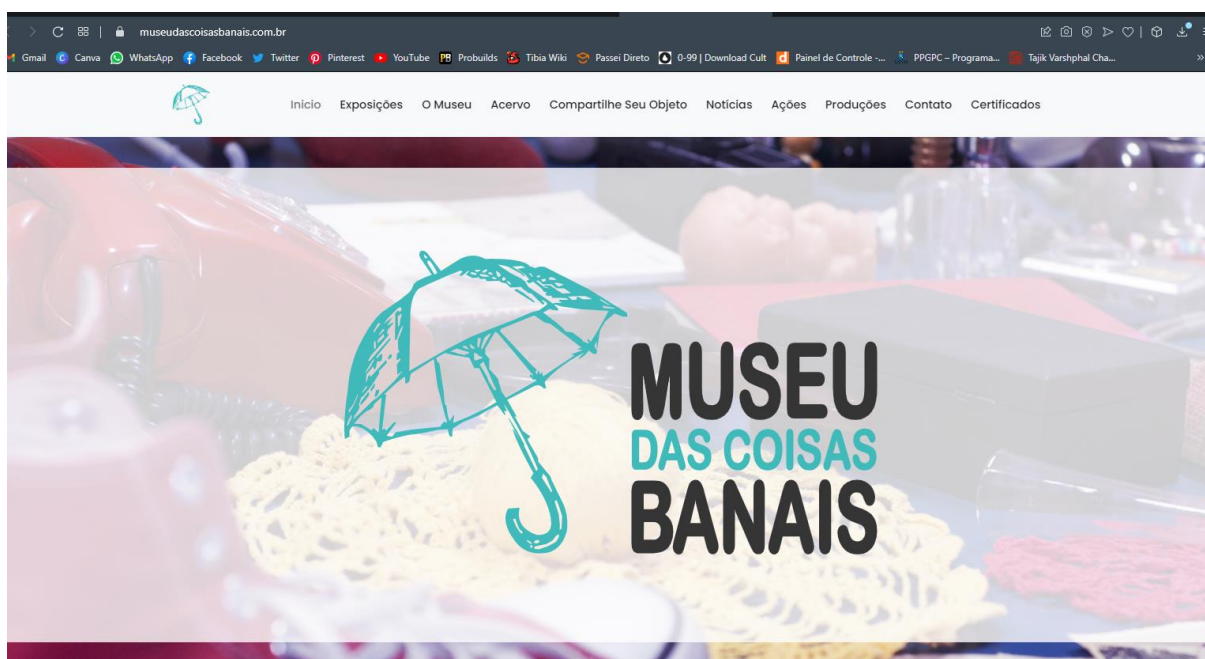 museudascoisasbanais.com.br
Gmail Canva WhatsApp Facebook Twitter Pinterest YouTube PB Probuilds Tibia Wiki Passei Direto 0-99 | Download Cult Painel de Controle -... PPGPC – Programa... Tajik Varshphal Cha... »
Início Exposições O Museu Acervo Compartilhe Seu Objeto Notícias Ações Produções Contato Certificados
MUSEU
DAS COISAS
BANAIS